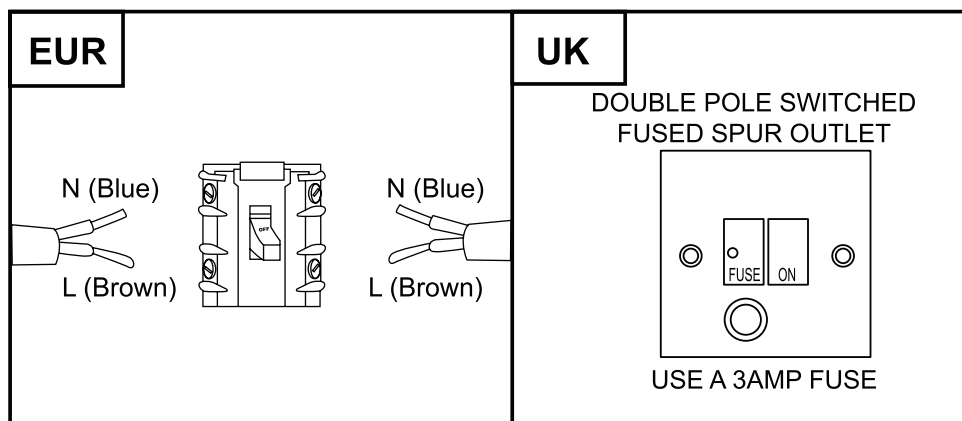 EUR
N (Blue)
L (Brown)
OFF
N (Blue)
L (Brown)
UK
DOUBLE POLE SWITCHED
FUSED SPUR OUTLET
FUSE
ON
USE A 3AMP FUSE